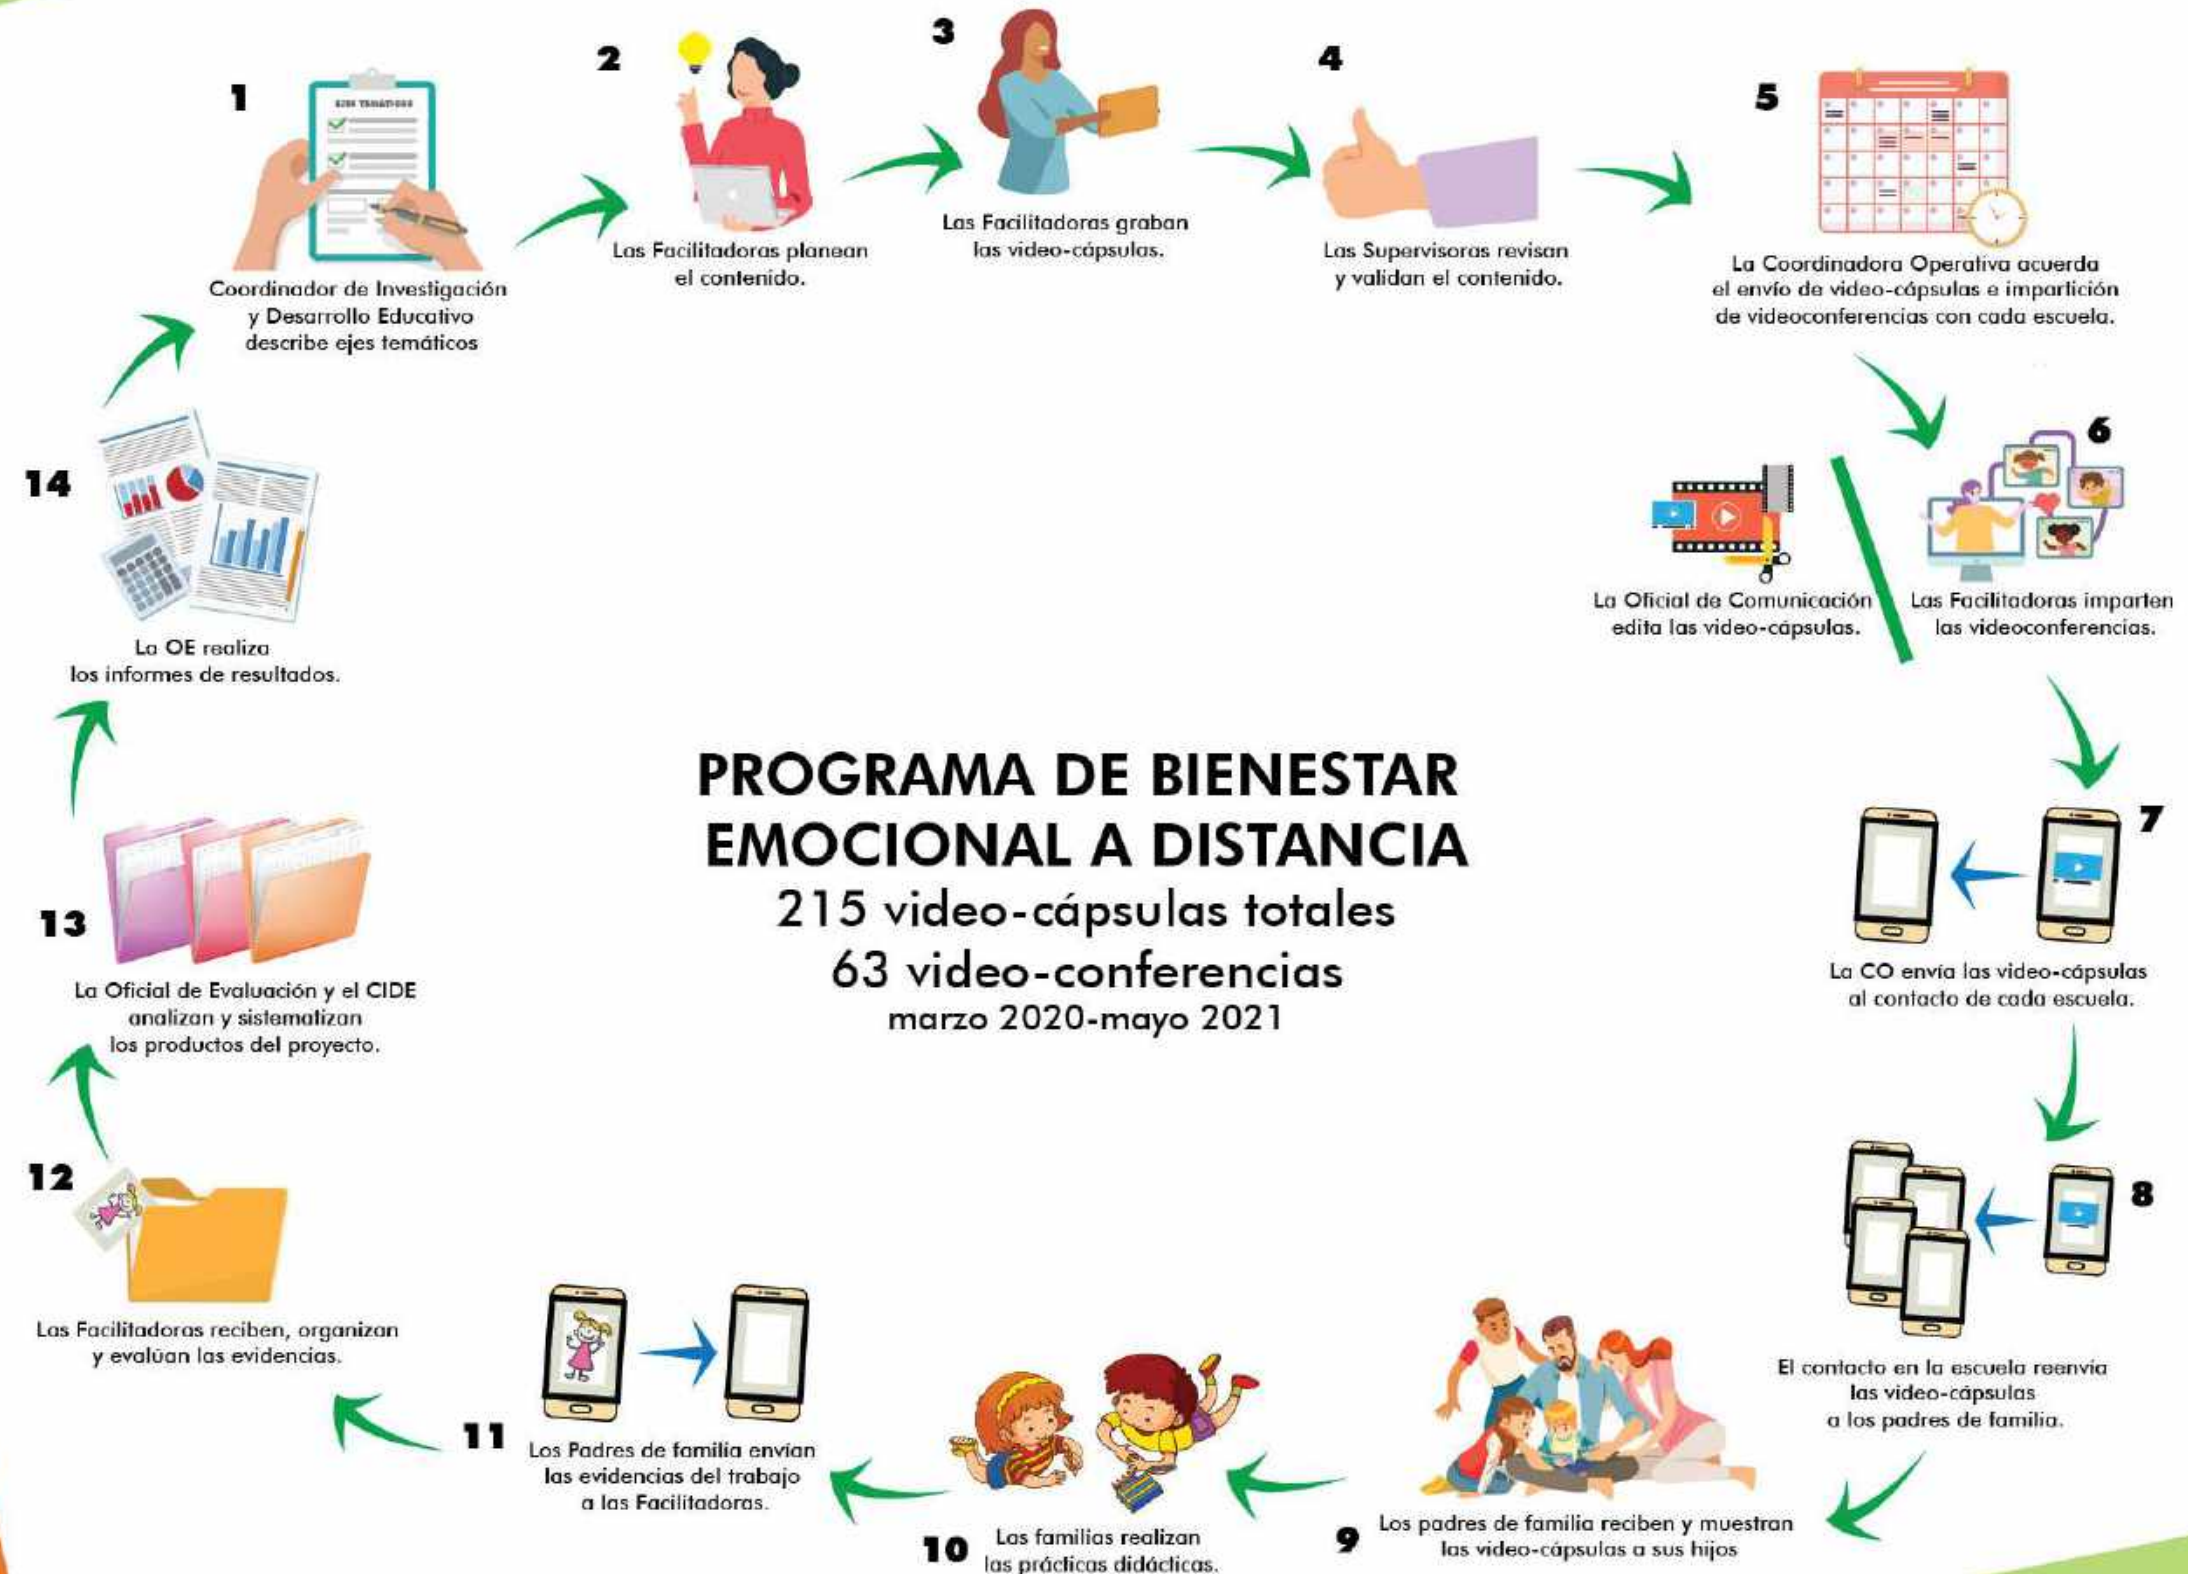 1
EJES TEMÁTICOS
Coordinador de Investigación
y Desarrollo Educativo
describe ejes temáticos
2
Las Facilitadoras planean
el contenido.
3
Las Facilitadoras graban
las video-cápsulas.
4
Las Supervisoras revisan
y validan el contenido.
5
La Coordinadora Operativa acuerda
el envío de video-cápsulas e impartición
de videoconferencias con cada escuela.
6
La Oficial de Comunicación
edita las video-cápsulas.
Las Facilitadoras imparten
las videoconferencias.
7
La CO envía las video-cápsulas
al contacto de cada escuela.
8
El contacto en la escuela reenvía
las video-cápsulas
a los padres de familia.
9
Los padres de familia reciben y muestran
las video-cápsulas a sus hijos
10
Las familias realizan
las prácticas didácticas.
11
Los Padres de familia envían
las evidencias del trabajo
a las Facilitadoras.
12
Las Facilitadoras reciben, organizan
y evalúan las evidencias.
13
La Oficial de Evaluación y el CIDE
analizan y sistematizan
los productos del proyecto.
14
La OE realiza
los informes de resultados.
PROGRAMA DE BIENESTAR
EMOCIONAL A DISTANCIA
215 video-cápsulas totales
63 video-conferencias
marzo 2020-mayo 2021